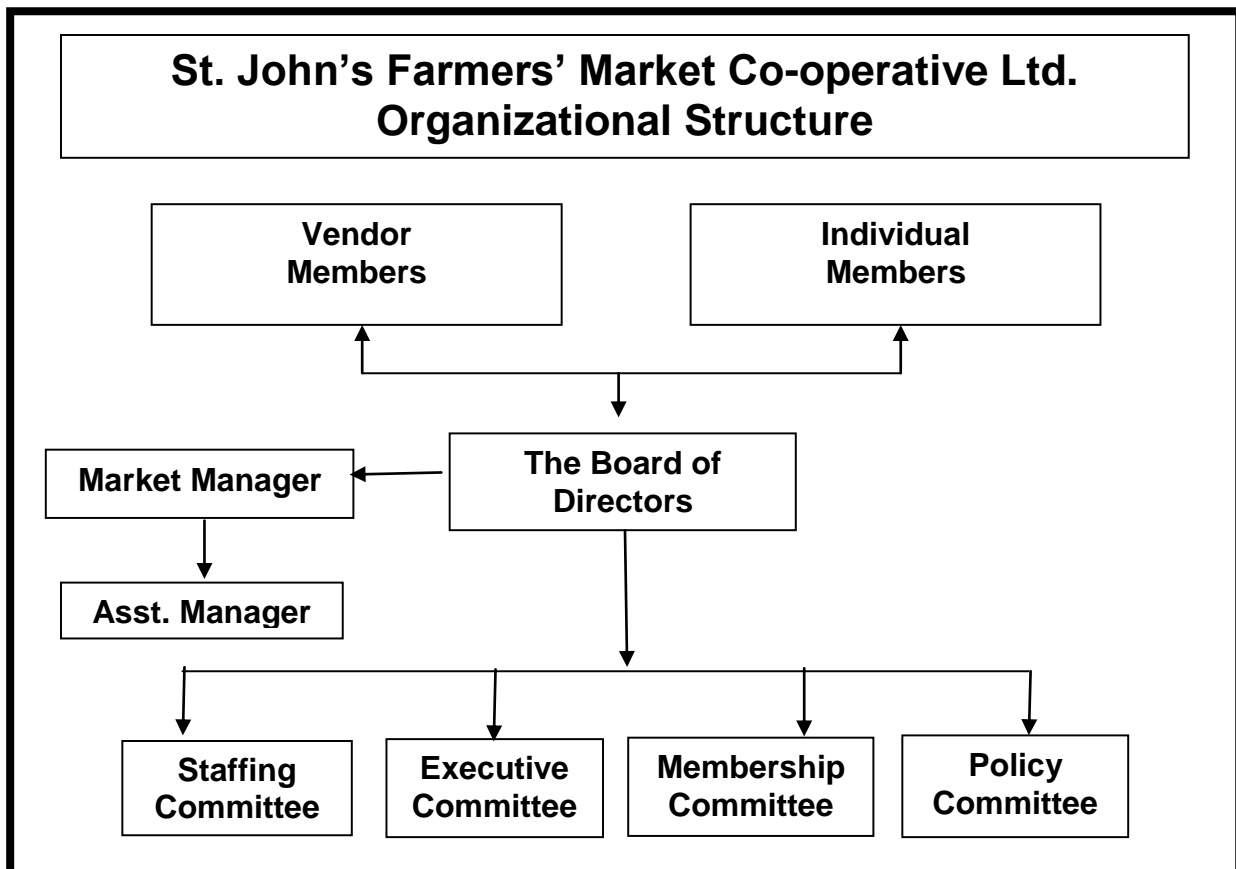 St. John’s Farmers’ Market Co-operative Ltd.
Organizational Structure
Vendor
Members
Individual
Members
The Board of
Directors
Market Manager
Asst. Manager
Staffing
Committee
Executive
Committee
Membership
Committee
Policy
Committee